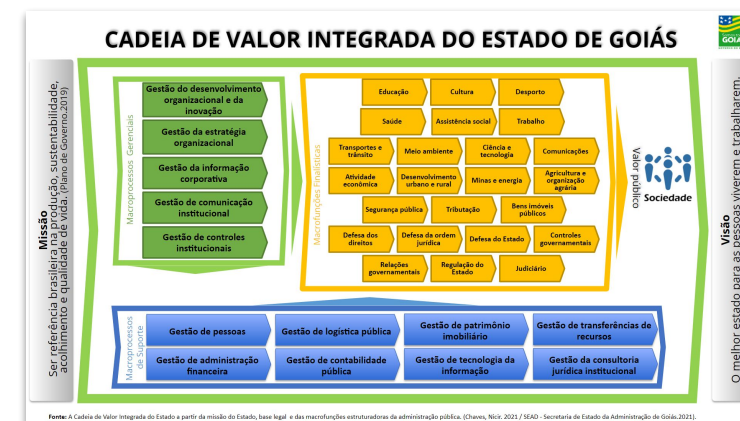 CADEIA DE VALOR INTEGRADA DO ESTADO DE GOIÁS
GOIÁ
Missão
Ser referência brasileira na produção, sustentabilidade,
acolhimento e qualidade de vida. (Plano de Governo.2019)
Macroprocessos Gerenciais
Gestão do desenvolvimento
organizacional e da
inovação
Gestão da estratégia
organizacional
Gestão da informação
corporativa
Gestão de comunicação
institucional
Gestão de controles
institucionais
Macrofunções Finalísticas
Educação
Cultura
Desporto
Saúde
Assistência social
Trabalho
Transportes e
trânsito
Meio ambiente
Ciência e
tecnologia
Comunicações
Atividade
econômica
Desenvolvimento
urbano e rural
Minas e energia
Agricultura e
organização
agrária
Segurança pública
Tributação
Bens imóveis
públicos
Defesa dos
direitos
Defesa da ordem
jurídica
Defesa do Estado
Controles
governamentais
Relações
governamentais
Regulação do
Estado
Judiciário
Valor público
Sociedade
Visão
O melhor estado para as pessoas viverem e trabalharem.
Macroprocessos
de Suporte
Gestão de pessoas
Gestão de logística pública
Gestão de patrimônio
imobiliário
Gestão de transferências de
recursos
Gestão de administração
financeira
Gestão de contabilidade
pública
Gestão de tecnologia da
informação
Gestão da consultoria
jurídica institucional
Fonte: A Cadeia de Valor Integrada do Estado a partir da missão do Estado, base legal e das macrofunções estruturadoras da administração pública. (Chaves, Nicir. 2021 / SEAD - Secretaria de Estado da Administração de Goiás.2021).